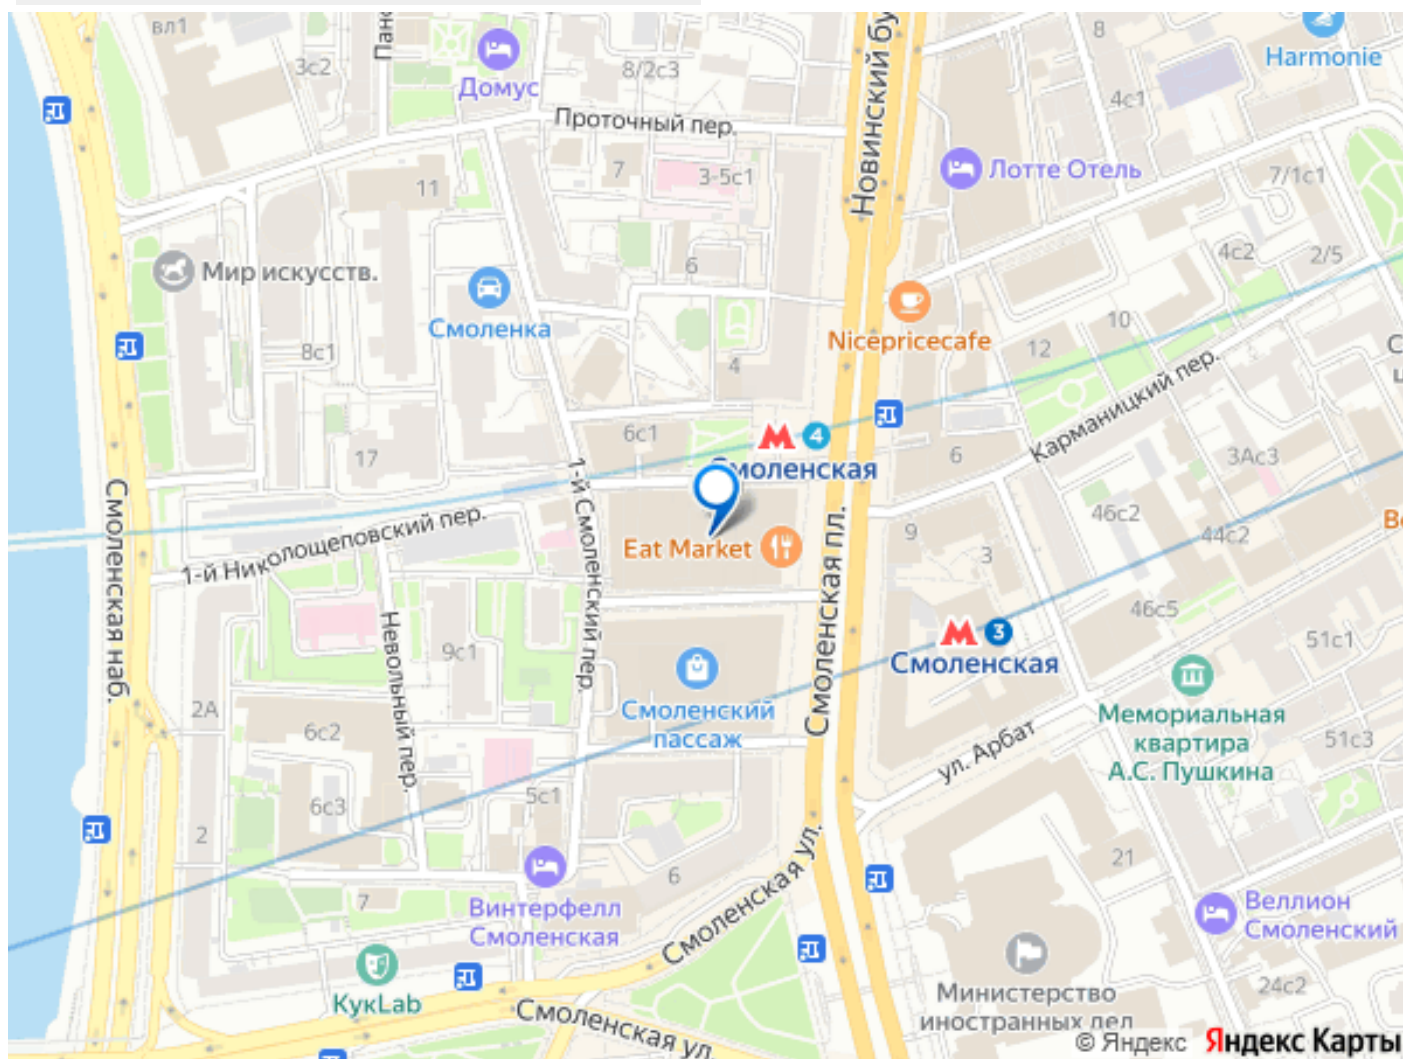 вл1
Новинский бу
8
Harmonie
3с2
Домус
8/2с3
4с1
Проточный пер.
7
3-5с1
Лотте Отель
7/1с1
11
4с2
2/5
Мир искусств.
6
Смоленка
Nicepricecafe
10
12
8с1
4
Карманицкий пер.
6с1
4
Смоленская
6
3Ас3
17
1-й Смоленский пер.
Смоленская наб.
1-й Николощеповский пер.
Eat Market
Смоленская пл.
9
3
46с2
44с2
46с5
3
Смоленская
51с1
Невольный пер.
9с1
2А
6с2
Смоленский
пассаж
Мемориальная
квартира
А.С. Пушкина
51с3
ул. Арбат
6с3
5с1
2
7
6
Смоленская ул.
21
Винтерфелл
Смоленская
Веллион
Смоленский
КукLab
24с2
Министерство
иностранных дел
Смоленская ул.
© Яндекс Яндекс Карты